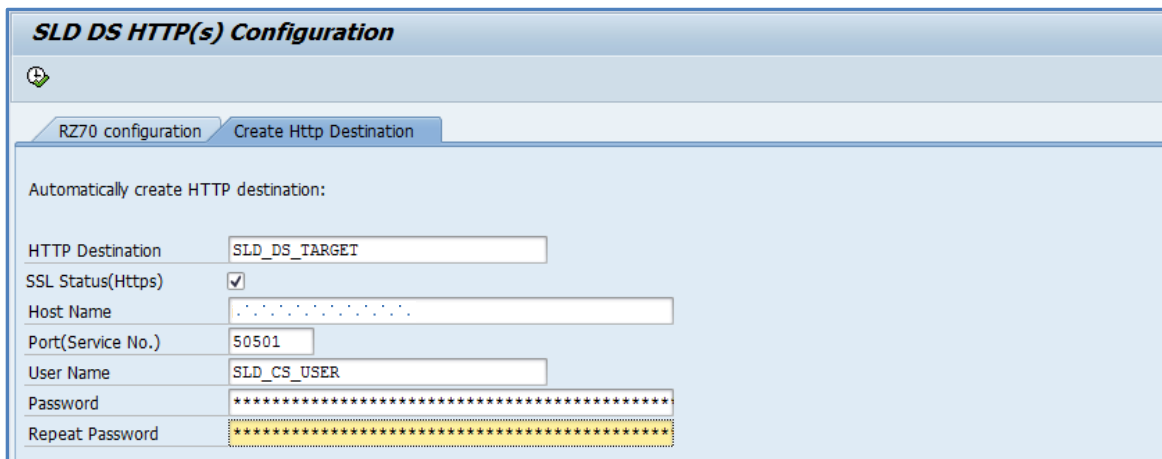 SLD DS HTTP(s) Configuration
RZ70 configuration Create Http Destination
Automatically create HTTP destination:
HTTP Destination SLD_DS_TARGET
SSL Status(Https)
Host Name
Port(Service No.) 50501
User Name SLD_CS_USER
Password *********************************************
Repeat Password *********************************************